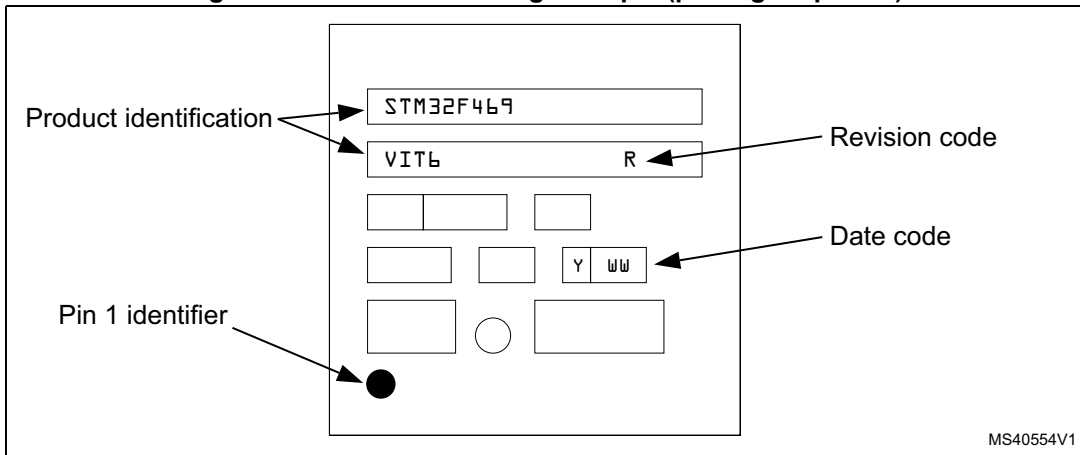 STM32F469
Product identification
VIT6 R
Revision code
Y WW
Date code
Pin 1 identifier
MS40554V1